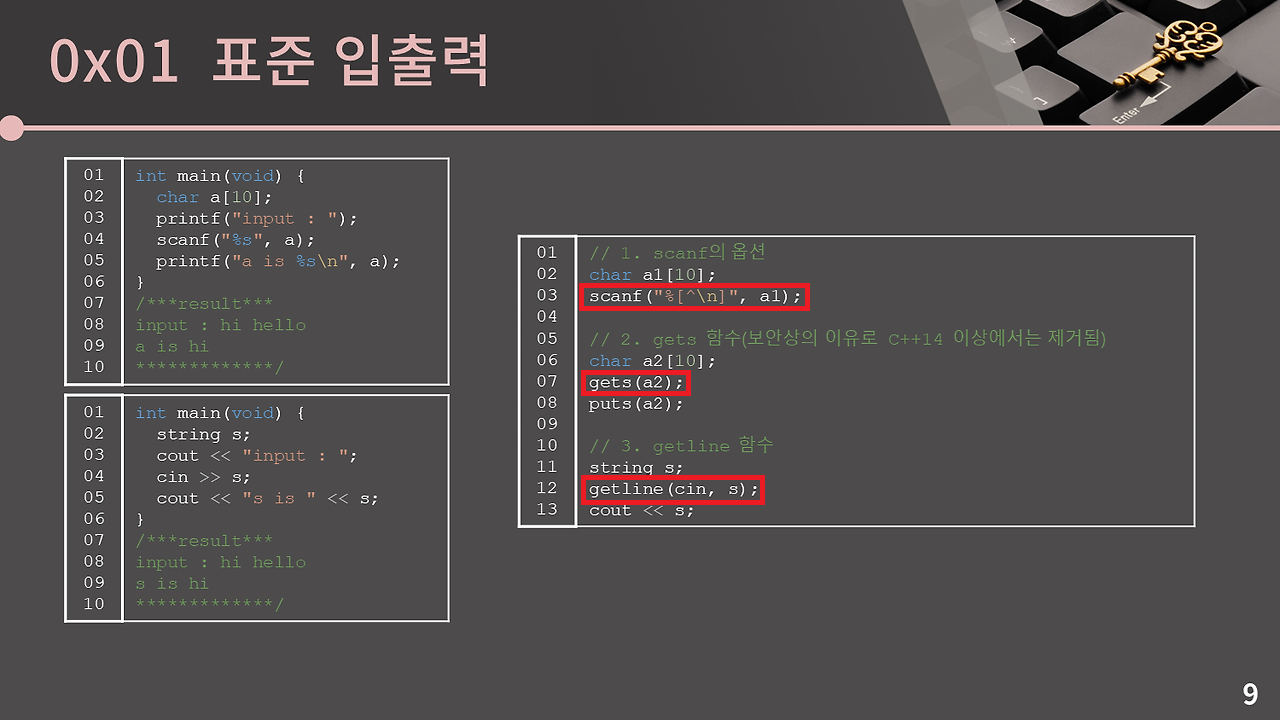 0x01 표준 입출력
Enter
01 int main(void) {
02 char a[10];
03 printf("input : ");
04 scanf("%s", a);
05 printf("a is %s\n", a);
06 }
07 /***result***
08 input : hi hello
09 a is hi
10 *************/
01 int main(void) {
02 string s;
03 cout << "input : ";
04 cin >> s;
05 cout << "s is " << s;
06 }
07 /***result***
08 input : hi hello
09 s is hi
10 *************/
01 // 1. scanf의 옵션
02 char a1[10];
03 scanf("%[^\n]", a1);
04
05 // 2. gets 함수(보안상의 이유로 C++14 이상에서는 제거됨)
06 char a2[10];
07 gets(a2);
08 puts(a2);
09
10 // 3. getline 함수
11 string s;
12 getline(cin, s);
13 cout << s;
9